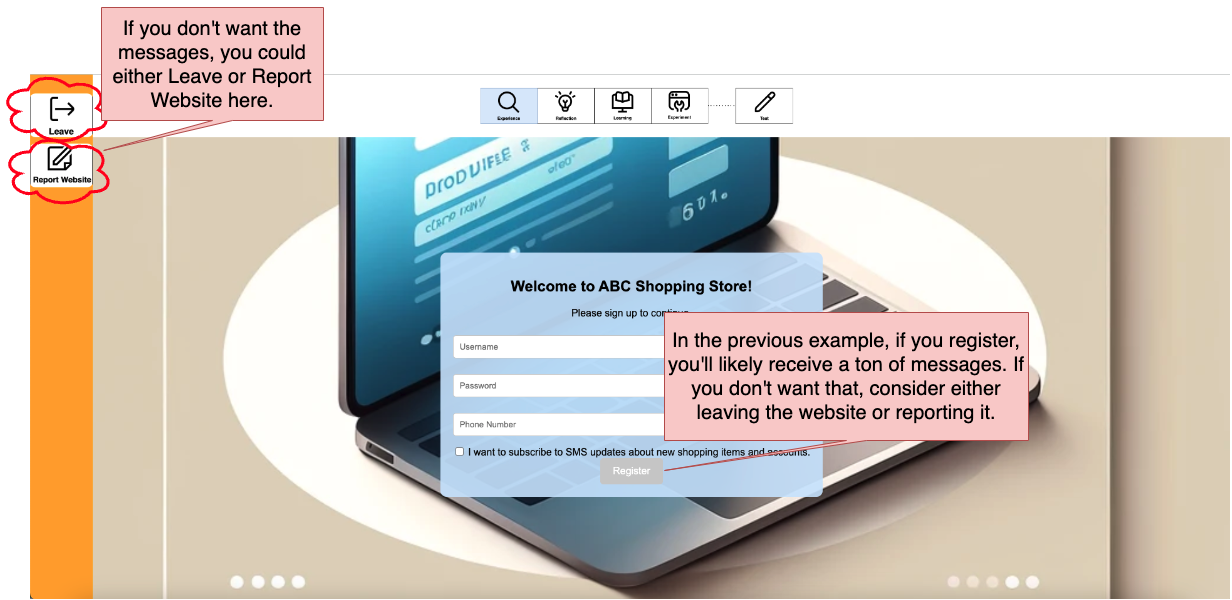 If you don't want the
messages, you could
either Leave or Report
Website here.
Leave
Report Website
Experience
Reflection
Learning
Experiment
Test
Welcome to ABC Shopping Store!
Please sign up to continue
Username
Password
Phone Number
I want to subscribe to SMS updates about new shopping items and accounts.
Register
In the previous example, if you register,
you'll likely receive a ton of messages. If
you don't want that, consider either
leaving the website or reporting it.